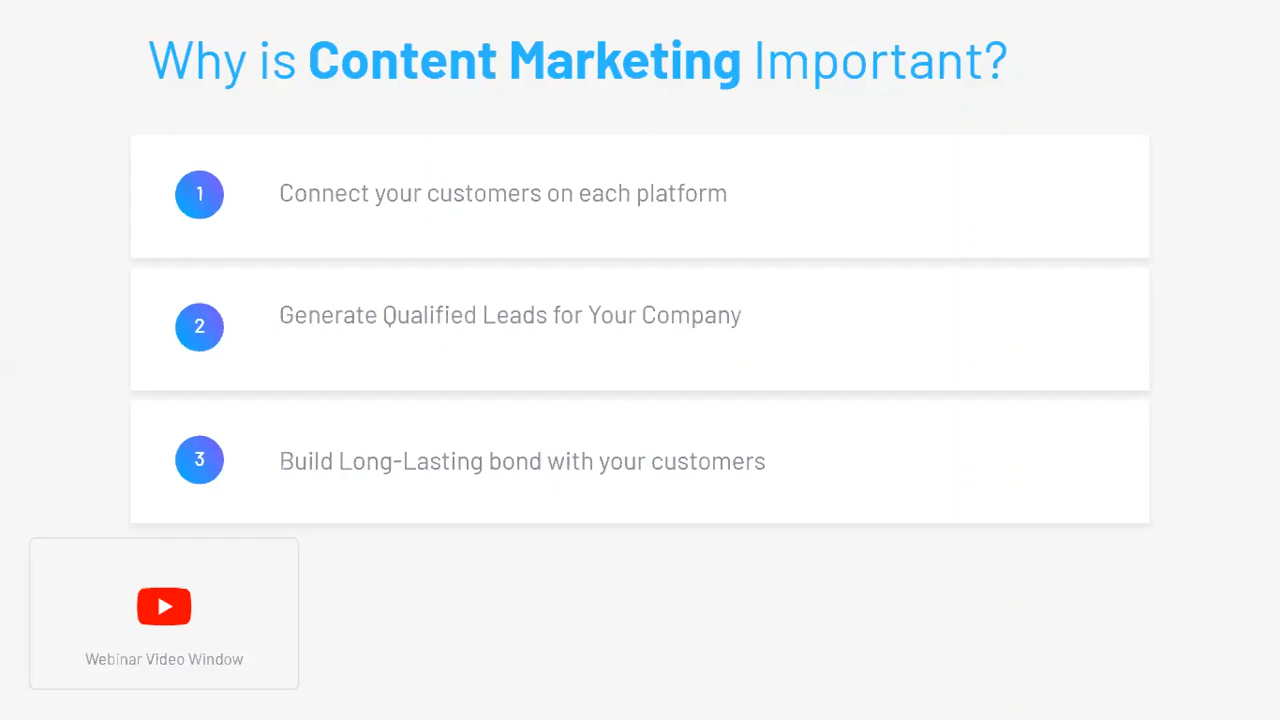 Why is Content Marketing Important?
1
Connect your customers on each platform
2
Generate Qualified Leads for Your Company
3
Build Long-Lasting bond with your customers
Webinar Video Window